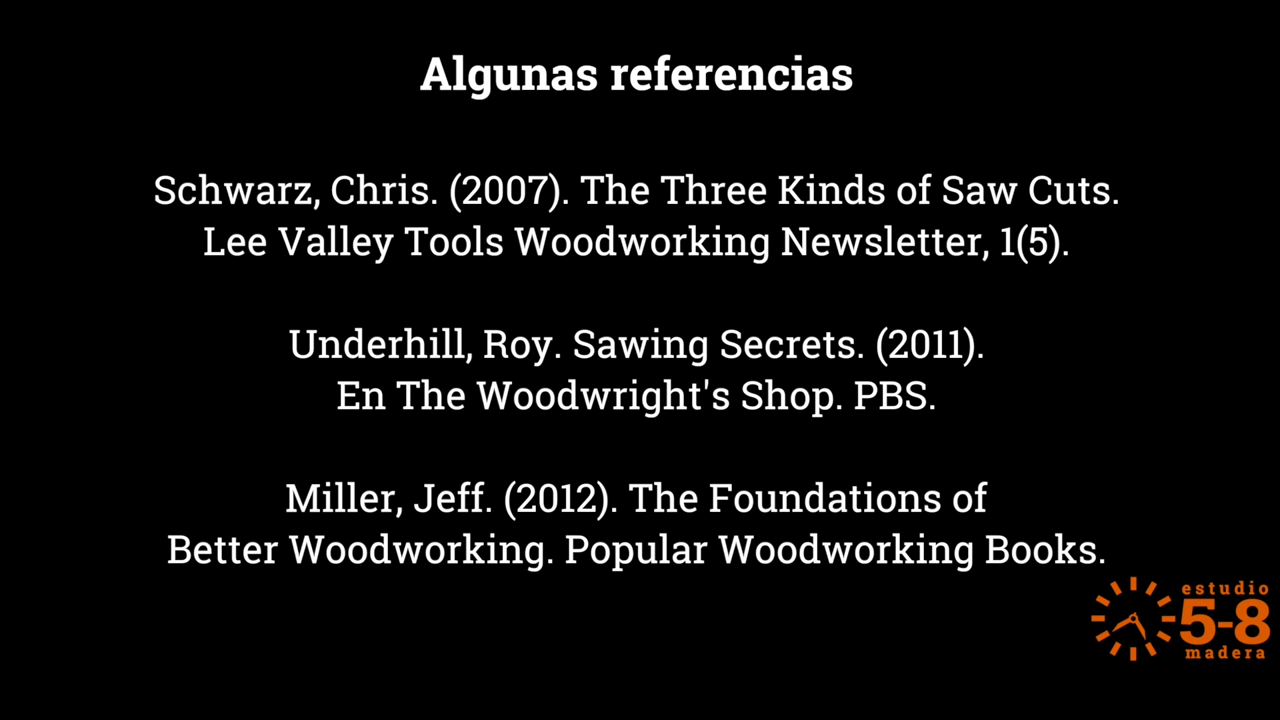 Algunas referencias
Schwarz, Chris. (2007). The Three Kinds of Saw Cuts.
Lee Valley Tools Woodworking Newsletter, 1(5).
Underhill, Roy. Sawing Secrets. (2011).
En The Woodwright's Shop. PBS.
Miller, Jeff. (2012). The Foundations of
Better Woodworking. Popular Woodworking Books.
estudio
5-8
madera